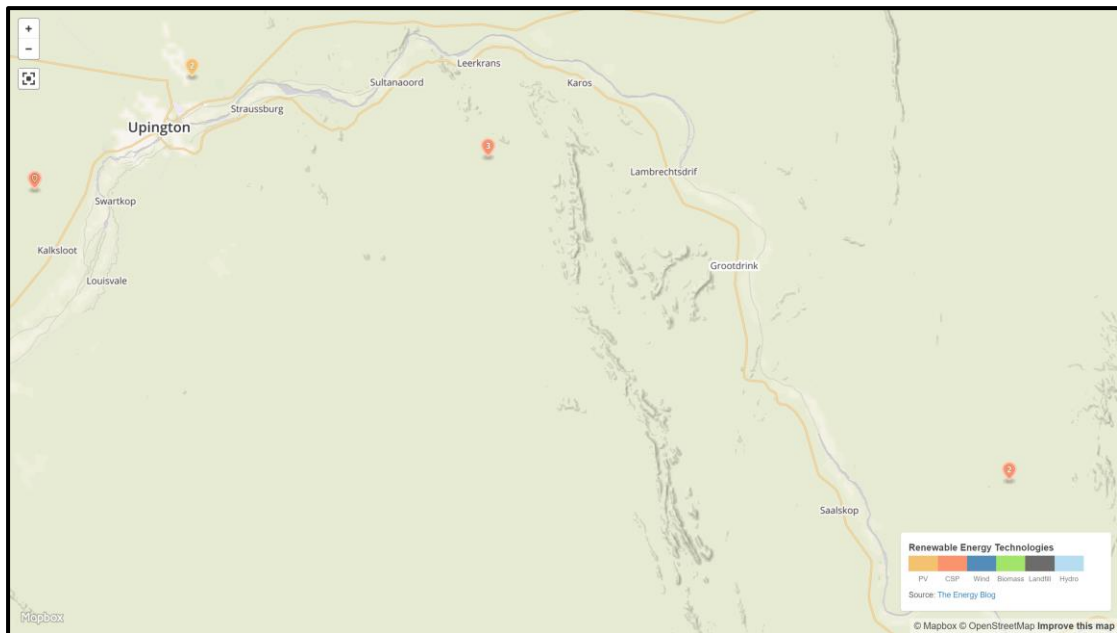 +
−
2
Leerkrans
Sultanaoord
Karos
Straussburg
Upington
3
Lambrechtsdrif
0
Swartkop
Kalksloot
Grootdrink
Louisvale
2
Saalskop
Renewable Energy Technologies
PV CSP Wind Biomass Landfill Hydro
Source: The Energy Blog
Mapbox
© Mapbox © OpenStreetMap Improve this map